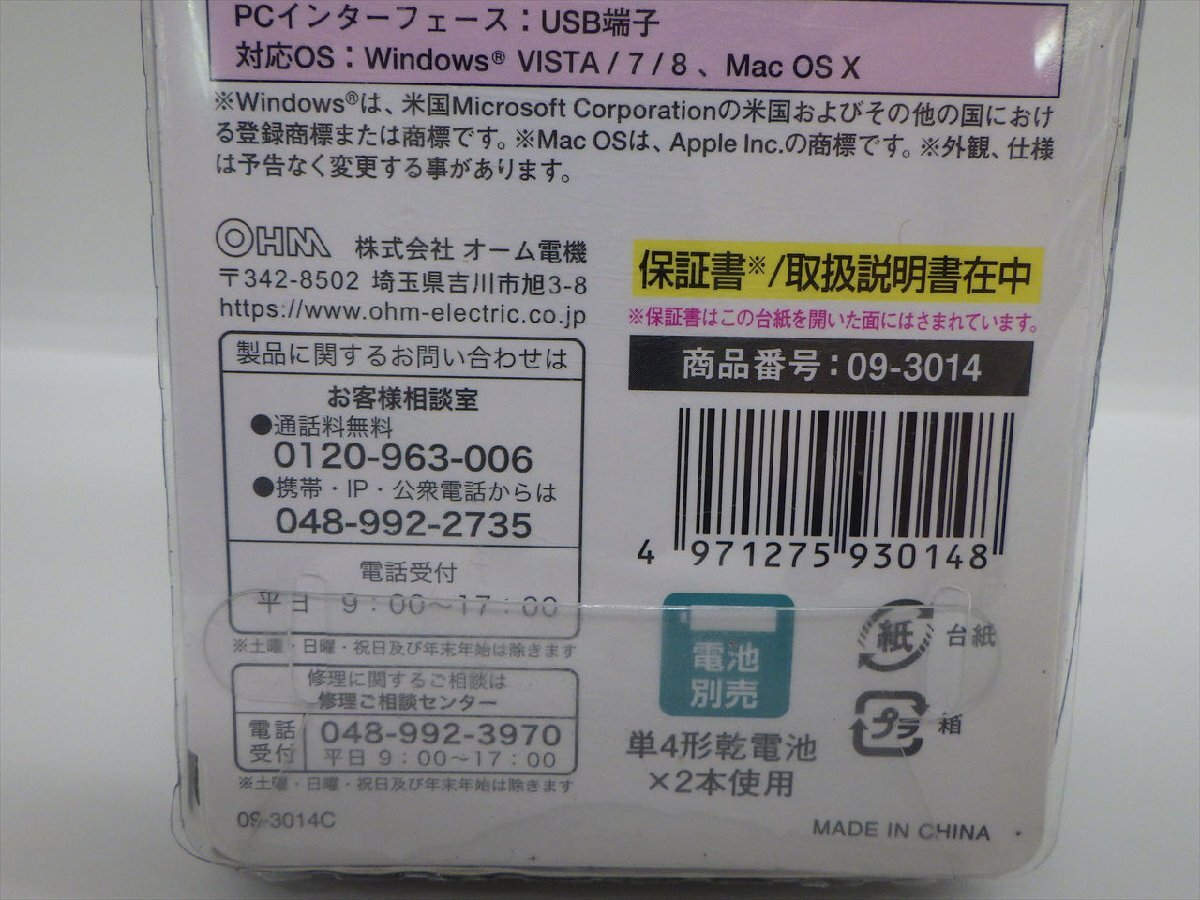 PCインターフェース：USB端子
対応OS：Windows® VISTA / 7 / 8 、Mac OS X
※Windows®は、米国Microsoft Corporationの米国およびその他の国におけ
る登録商標または商標です。※Mac OSは、Apple Inc.の商標です。※外観、仕様
は予告なく変更する事があります。
OHM 株式会社 オーム電機
〒342-8502 埼玉県吉川市旭3-8
https://www.ohm-electric.co.jp
製品に関するお問い合わせは
お客様相談室
●通話料無料
0120-963-006
●携帯・IP・公衆電話からは
048-992-2735
電話受付
平日 9：00〜17：00
※土曜・日曜・祝日及び年末年始は除きます
修理に関するご相談は
修理ご相談センター
電話受付
048-992-3970
平日 9：00〜17：00
※土曜・日曜・祝日及び年末年始は除きます
09-3014C
保証書※/取扱説明書在中
※保証書はこの台紙を開いた面にはさまれています。
商品番号：09-3014
4 971275 930148
電池
別売
単4形乾電池
×2本使用
紙 台紙
プラ 箱
MADE IN CHINA